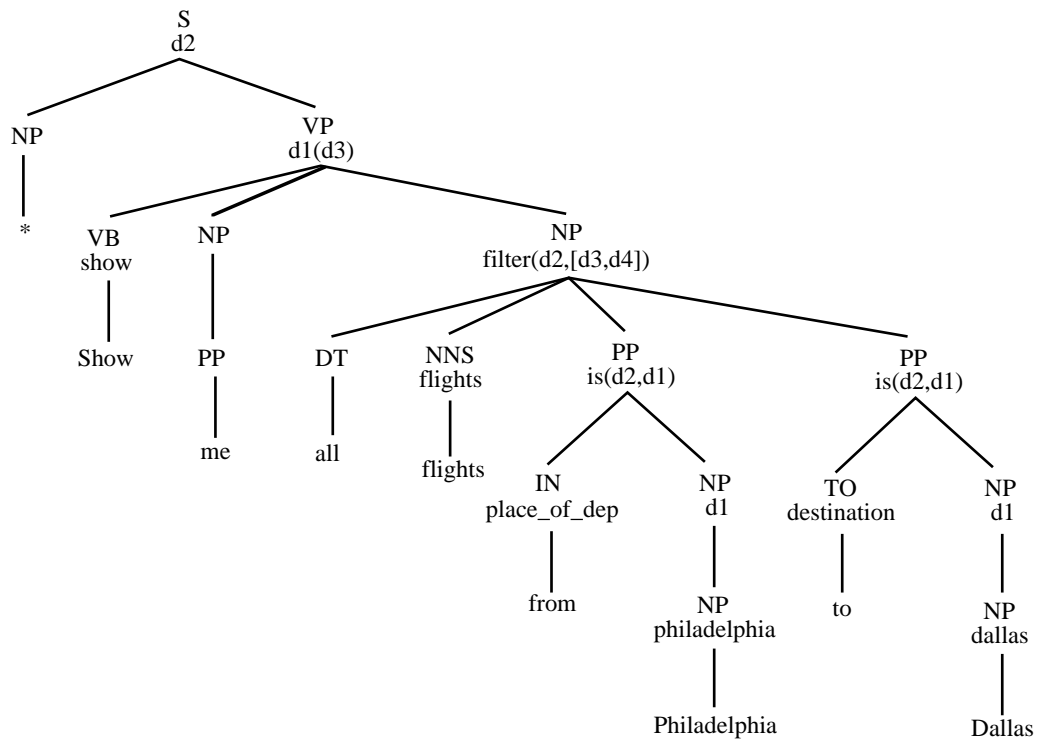 S
d2
NP
VP
d1(d3)
*
VB
show
NP
NP
filter(d2,[d3,d4])
Show
PP
DT
NNS
flights
PP
is(d2,d1)
PP
is(d2,d1)
me
all
flights
IN
place_of_dep
NP
d1
TO
destination
NP
d1
from
NP
philadelphia
to
NP
dallas
Philadelphia
Dallas